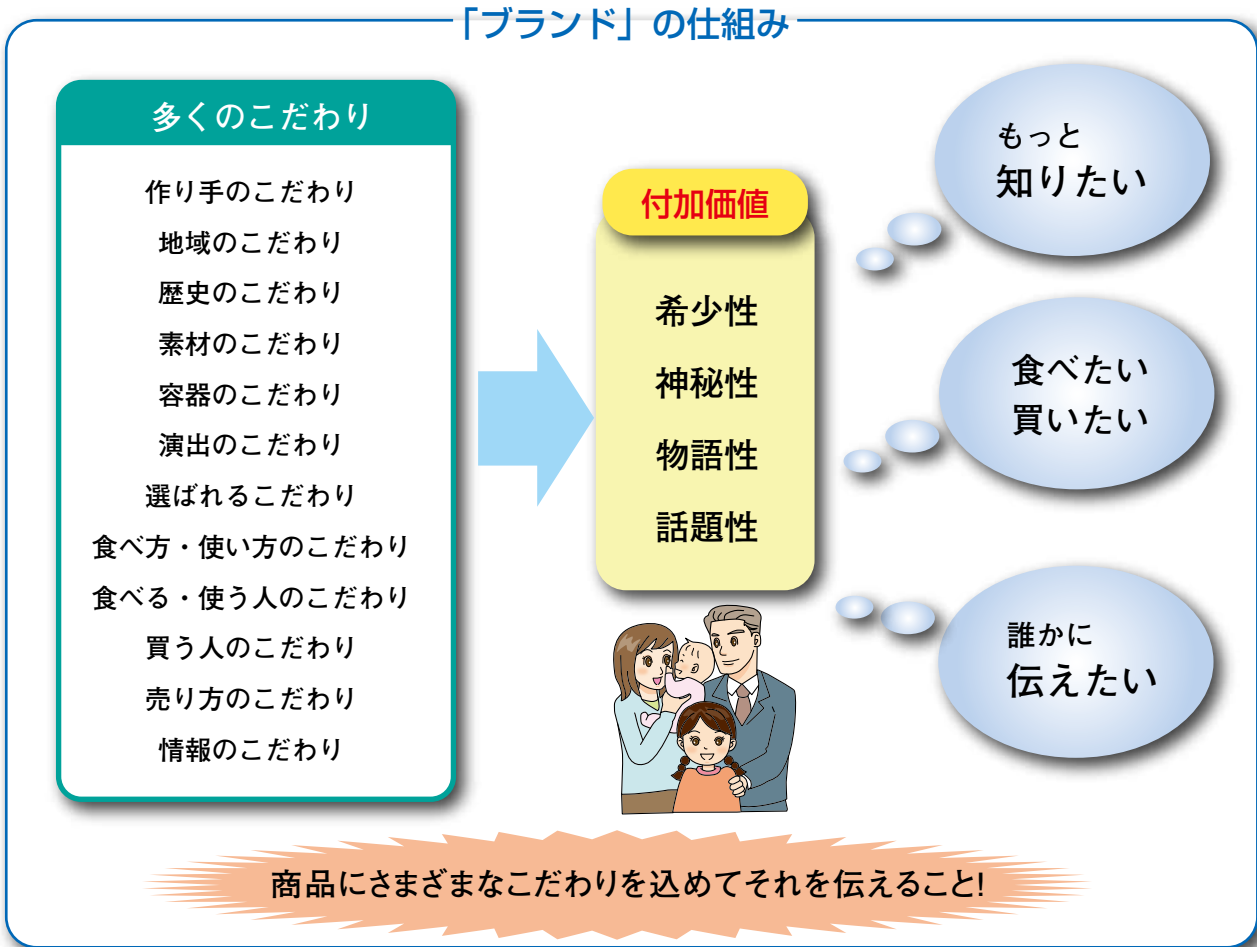 「ブランド」の仕組み
多くのこだわり
作り手のこだわり
地域のこだわり
歴史のこだわり
素材のこだわり
容器のこだわり
演出のこだわり
選ばれるこだわり
食べ方・使い方のこだわり
食べる・使う人のこだわり
買う人のこだわり
売り方のこだわり
情報のこだわり
付加価値
希少性
神秘性
物語性
話題性
もっと
知りたい
食べたい
買いたい
誰かに
伝えたい
商品にさまざまなこだわりを込めてそれを伝えること!